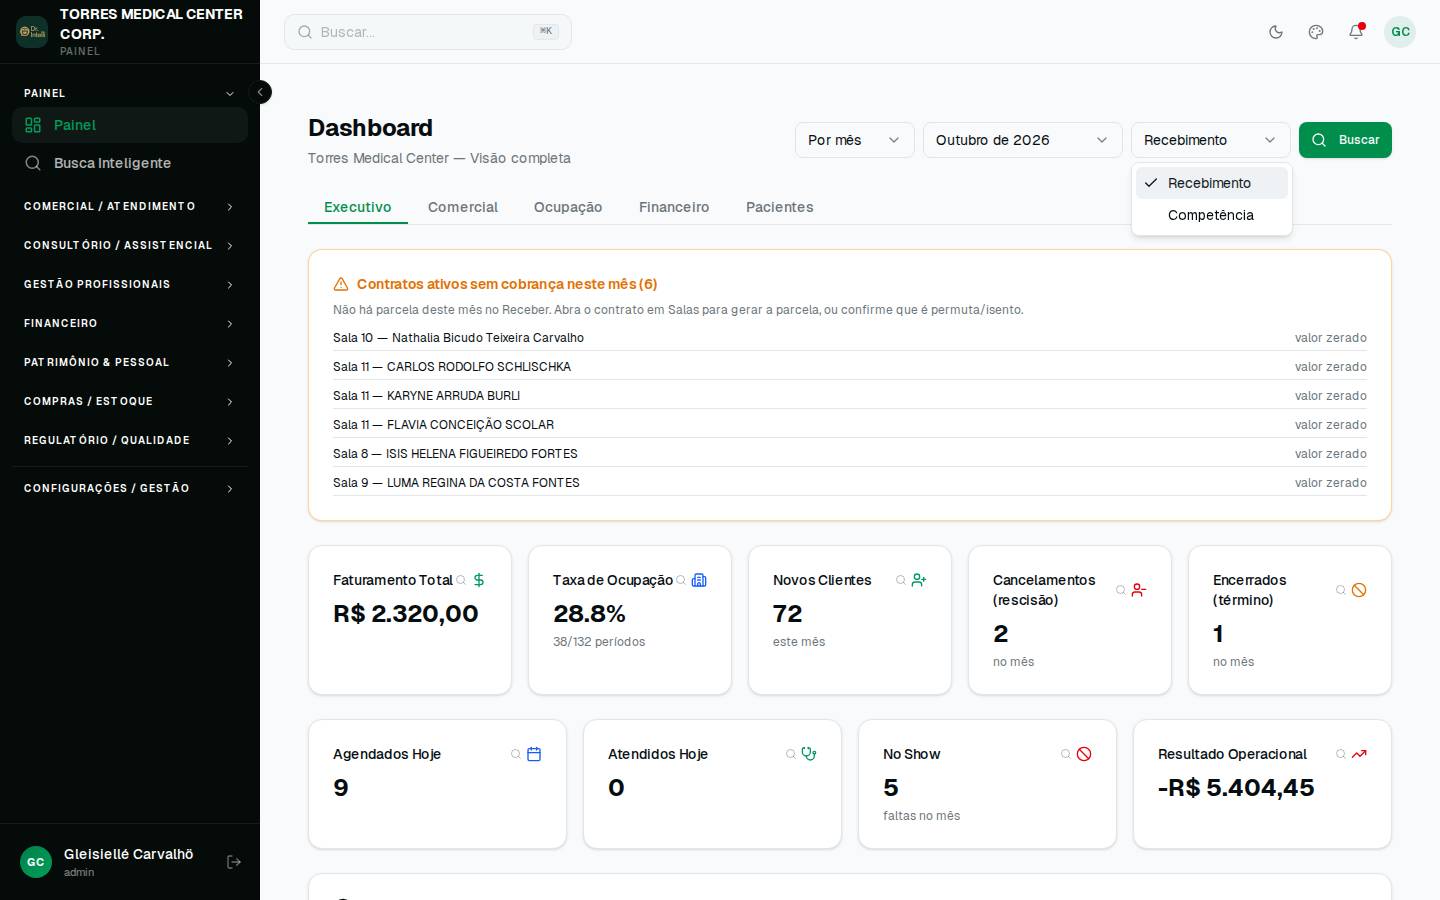 TORRES MEDICAL CENTER
CORP.
PAINEL
Dr.
Intelli
Buscar...
⌘K
GC
PAINEL
Painel
Busca Inteligente
COMERCIAL / ATENDIMENTO
CONSULTÓRIO / ASSISTENCIAL
GESTÃO PROFISSIONAIS
FINANCEIRO
PATRIMÔNIO & PESSOAL
COMPRAS / ESTOQUE
REGULATÓRIO / QUALIDADE
CONFIGURAÇÕES / GESTÃO
GC
Gleisiellé Carvalhö
admin
Dashboard
Torres Medical Center — Visão completa
Por mês
Outubro de 2026
Recebimento
Buscar
Recebimento
Competência
Executivo
Comercial
Ocupação
Financeiro
Pacientes
Contratos ativos sem cobrança neste mês (6)
Não há parcela deste mês no Receber. Abra o contrato em Salas para gerar a parcela, ou confirme que é permuta/isento.
Sala 10 — Nathalia Bicudo Teixeira Carvalho valor zerado
Sala 11 — CARLOS RODOLFO SCHLISCHKA valor zerado
Sala 11 — KARYNE ARRUDA BURLI valor zerado
Sala 11 — FLAVIA CONCEIÇÃO SCOLAR valor zerado
Sala 8 — ISIS HELENA FIGUEIREDO FORTES valor zerado
Sala 9 — LUMA REGINA DA COSTA FONTES valor zerado
Faturamento Total
R$ 2.320,00
Taxa de Ocupação
28.8%
38/132 períodos
Novos Clientes
72
este mês
Cancelamentos
(rescisão)
2
no mês
Encerrados
(término)
1
no mês
Agendados Hoje
9
Atendidos Hoje
0
No Show
5
faltas no mês
Resultado Operacional
-R$ 5.404,45